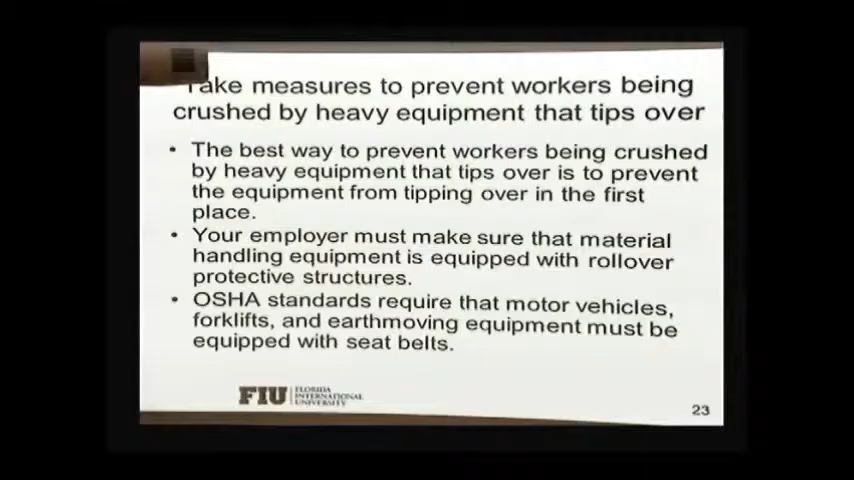 Take measures to prevent workers being
crushed by heavy equipment that tips over
• The best way to prevent workers being crushed
by heavy equipment that tips over is to prevent
the equipment from tipping over in the first
place.
• Your employer must make sure that material
handling equipment is equipped with rollover
protective structures.
• OSHA standards require that motor vehicles,
forklifts, and earthmoving equipment must be
equipped with seat belts.
FIU FLORIDA
INTERNATIONAL
UNIVERSITY
23